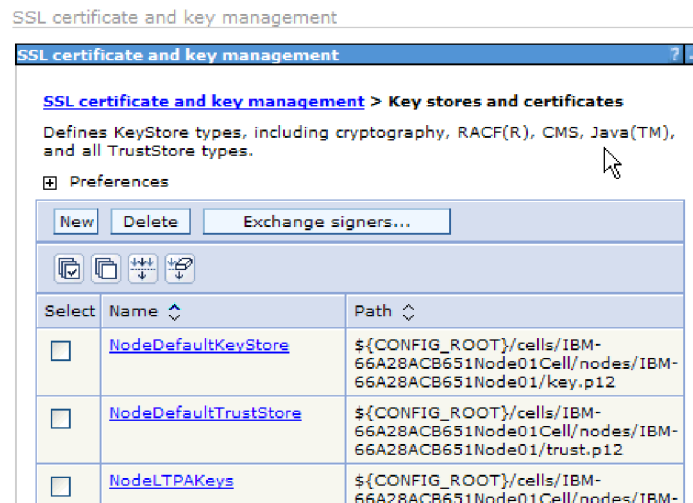 SSL certificate and key management
SSL certificate and key management ?
SSL certificate and key management > Key stores and certificates
Defines KeyStore types, including cryptography, RACF(R), CMS, Java(TM),
and all TrustStore types.
Preferences
New Delete Exchange signers...
Select Name Path
NodeDefaultKeyStore ${CONFIG_ROOT}/cells/IBM-
66A28ACB651Node01Cell/nodes/IBM-
66A28ACB651Node01/key.p12
NodeDefaultTrustStore ${CONFIG_ROOT}/cells/IBM-
66A28ACB651Node01Cell/nodes/IBM-
66A28ACB651Node01/trust.p12
NodeLTPAKeys ${CONFIG_ROOT}/cells/IBM-
66A28ACB651Node01Cell/nodes/IBM-